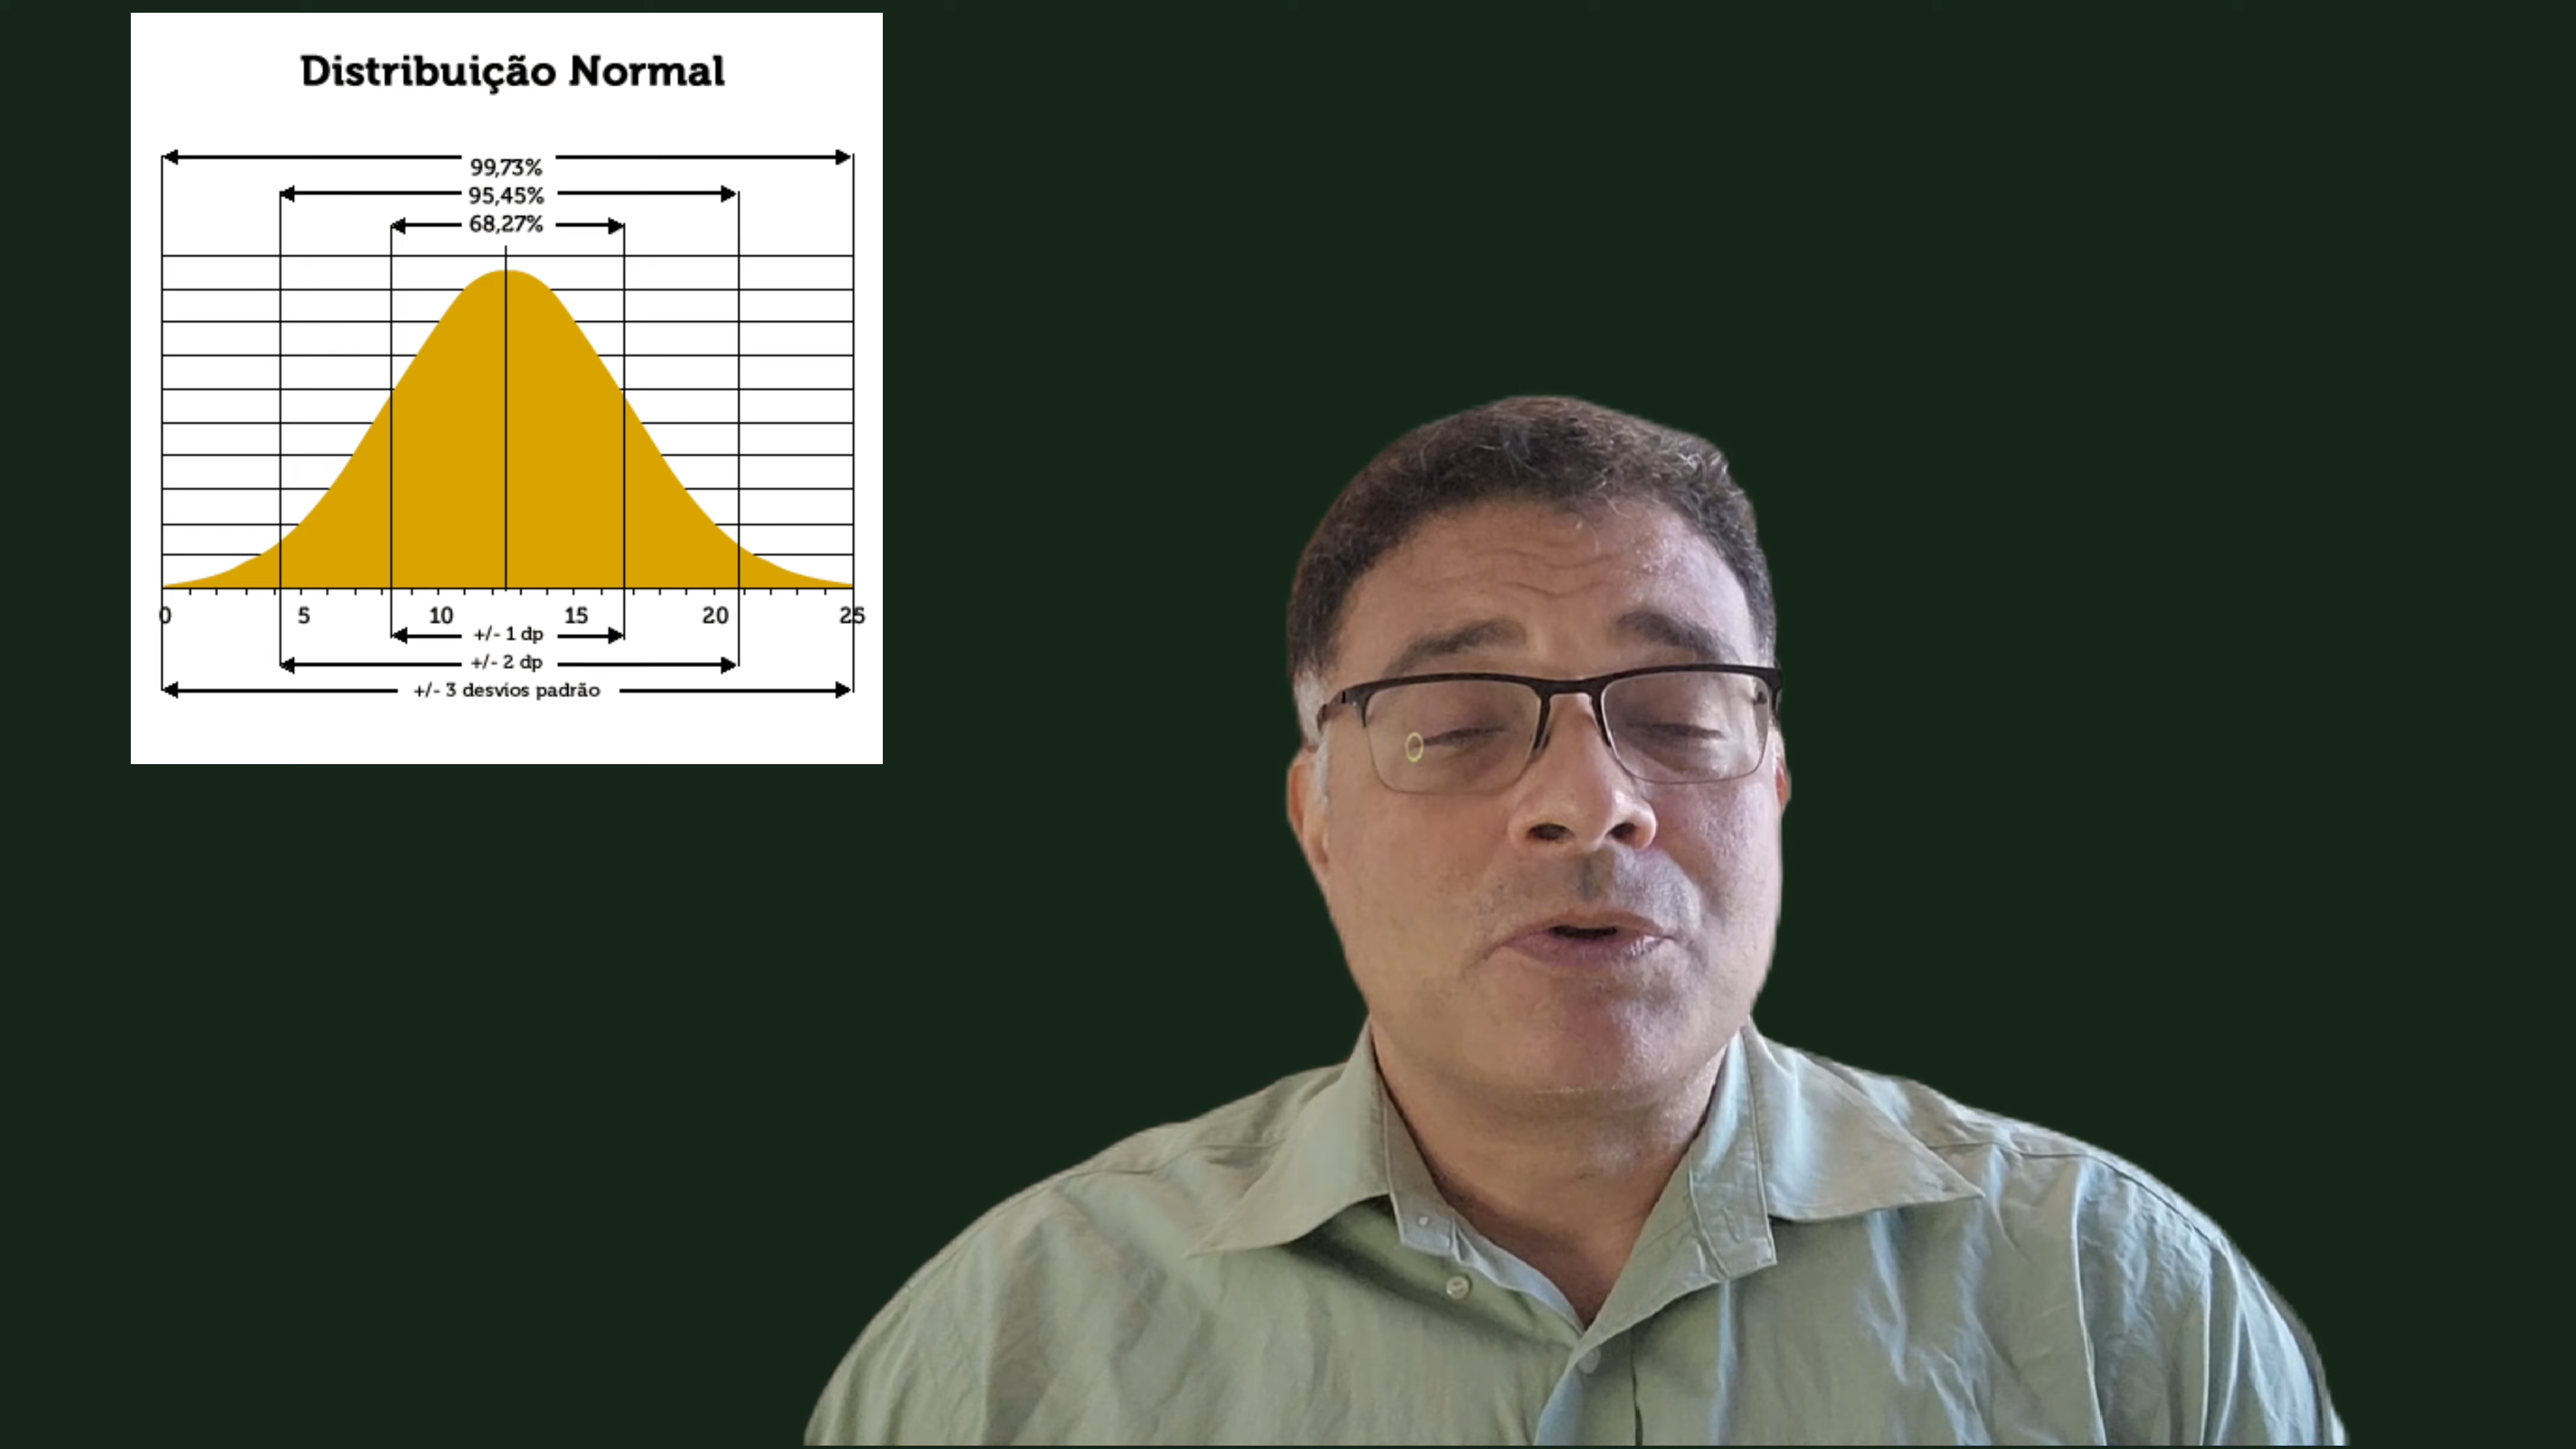 Distribuição Normal
99,73%
95,45%
68,27%
0 5 10 15 20 25
+/- 1 dp
+/- 2 dp
+/- 3 desvios padrão